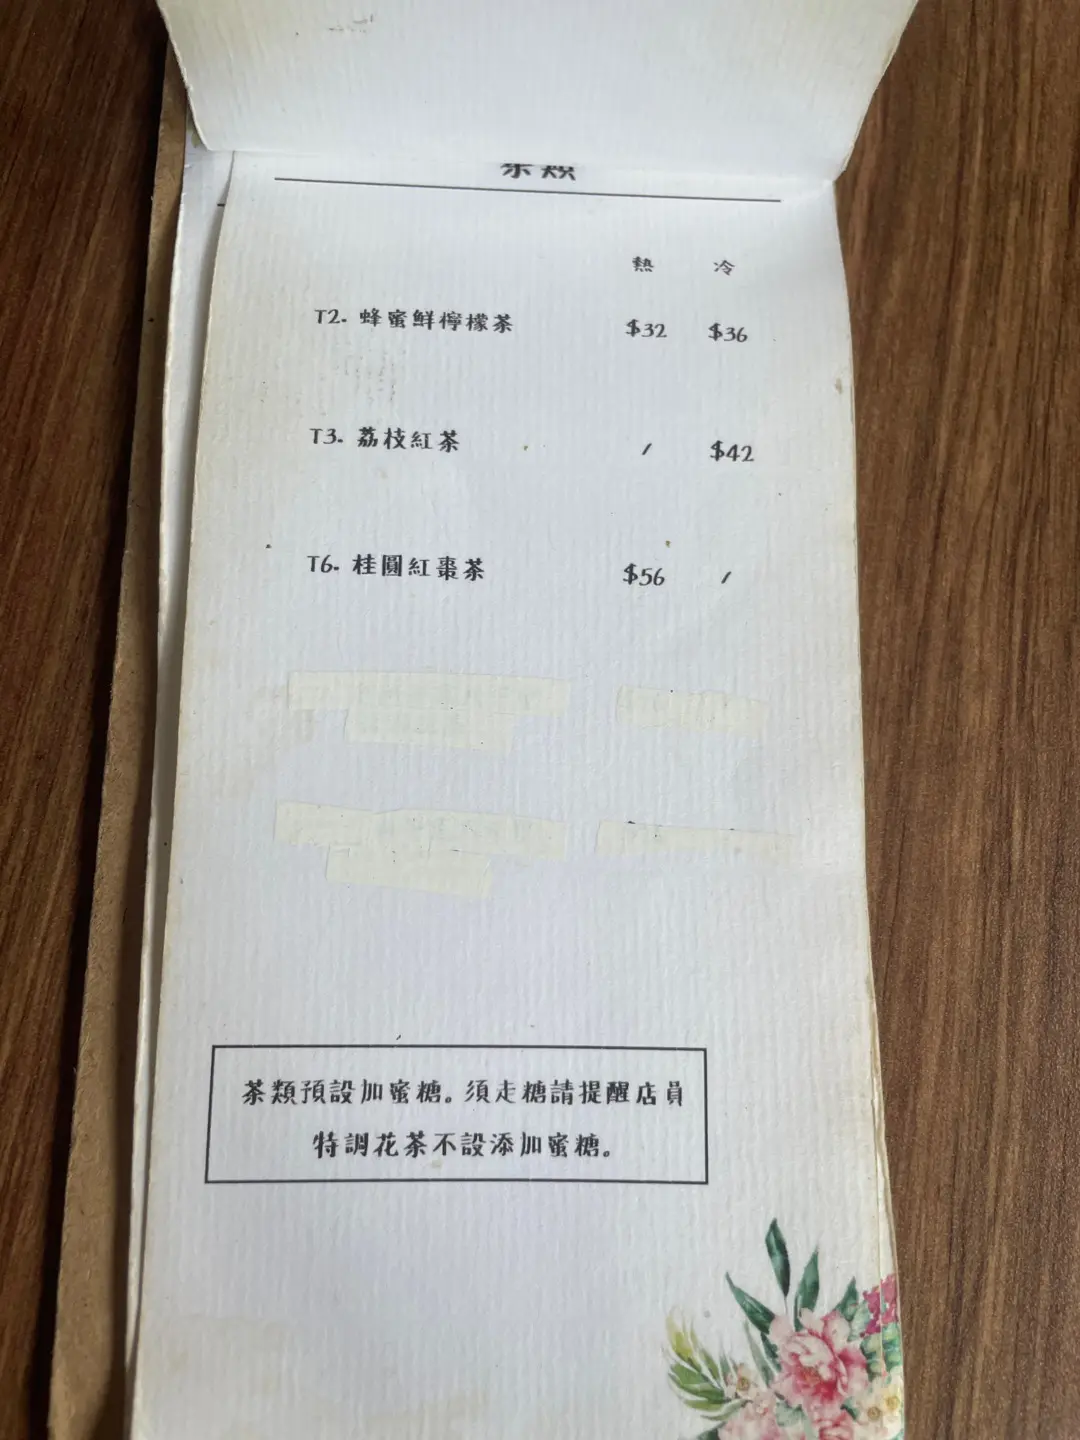 茶類
熱 冷
T2. 蜂蜜鮮檸檬茶 $32 $36
T3. 荔枝紅茶 / $42
T6. 桂圓紅棗茶 $56 /
茶類預設加蜜糖。須走糖請提醒店員
特調花茶不設添加蜜糖。